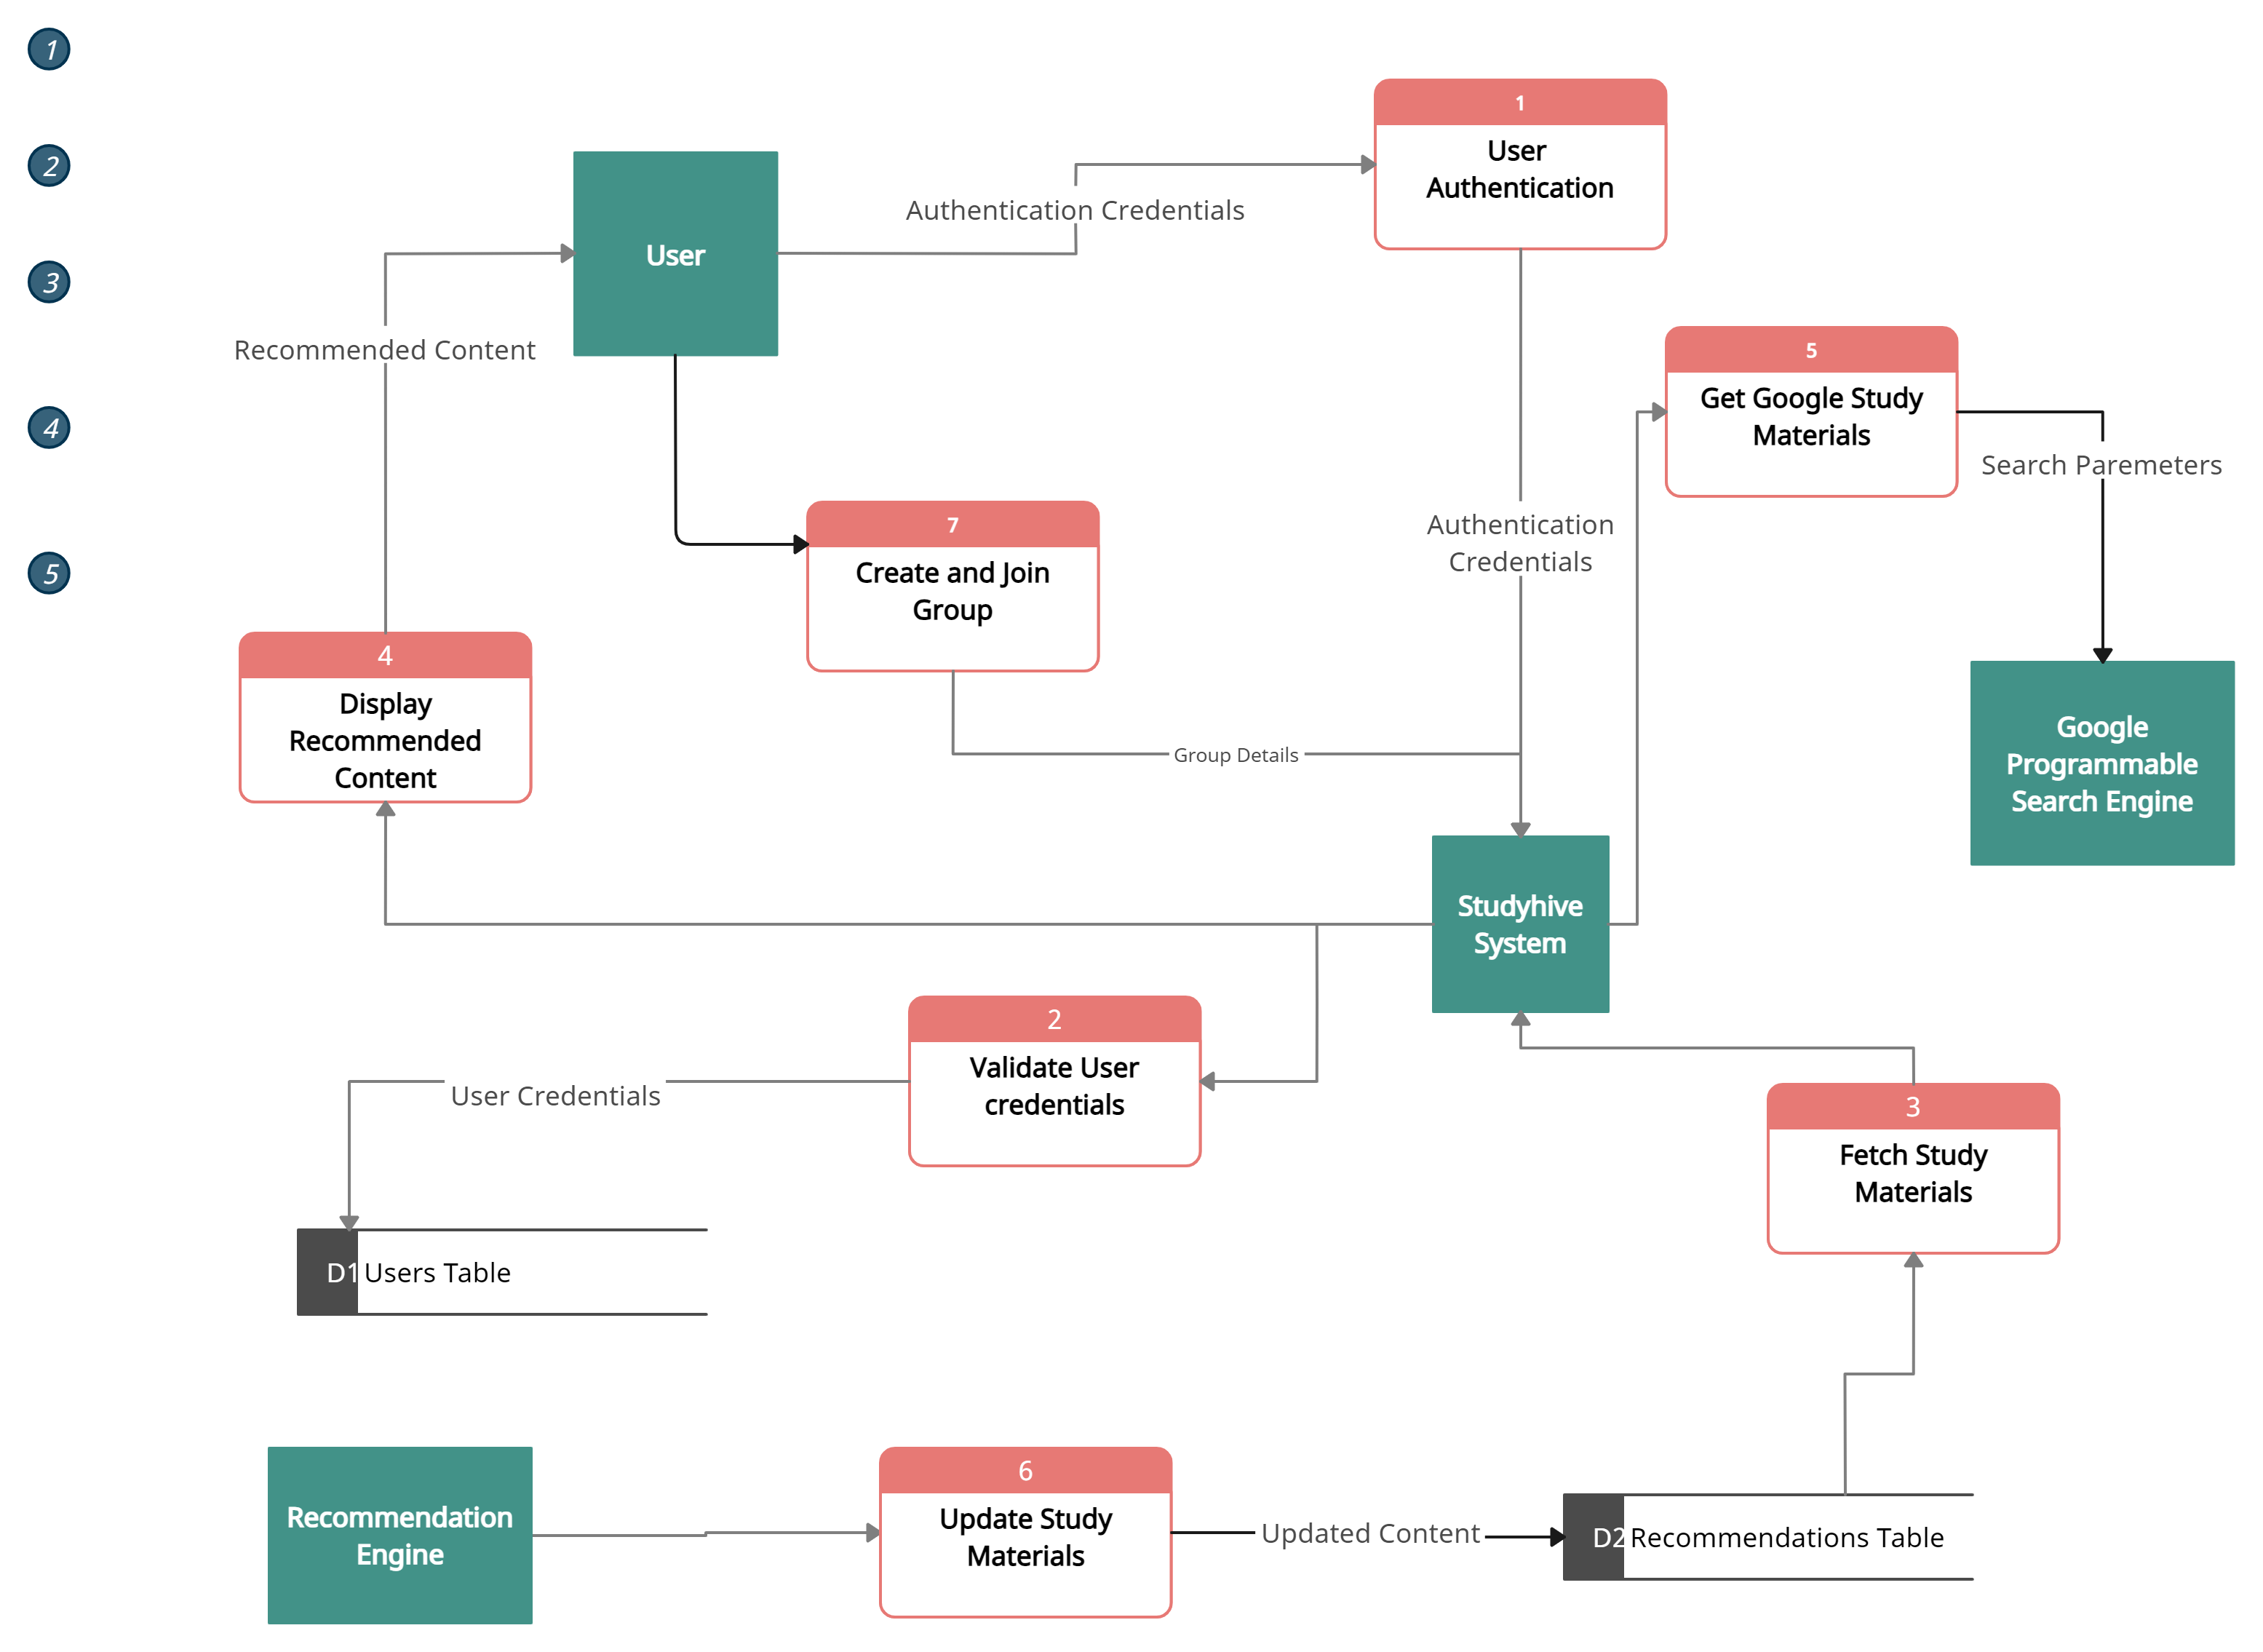 1
2
3
4
5
1
User
Authentication
User
Authentication Credentials
Recommended Content
5
Get Google Study
Materials
Search Paremeters
7
Create and Join
Group
Authentication
Credentials
4
Display
Recommended
Content
Group Details
Google
Programmable
Search Engine
Studyhive
System
2
Validate User
credentials
User Credentials
3
Fetch Study
Materials
D1 Users Table
6
Update Study
Materials
Recommendation
Engine
Updated Content
D2 Recommendations Table